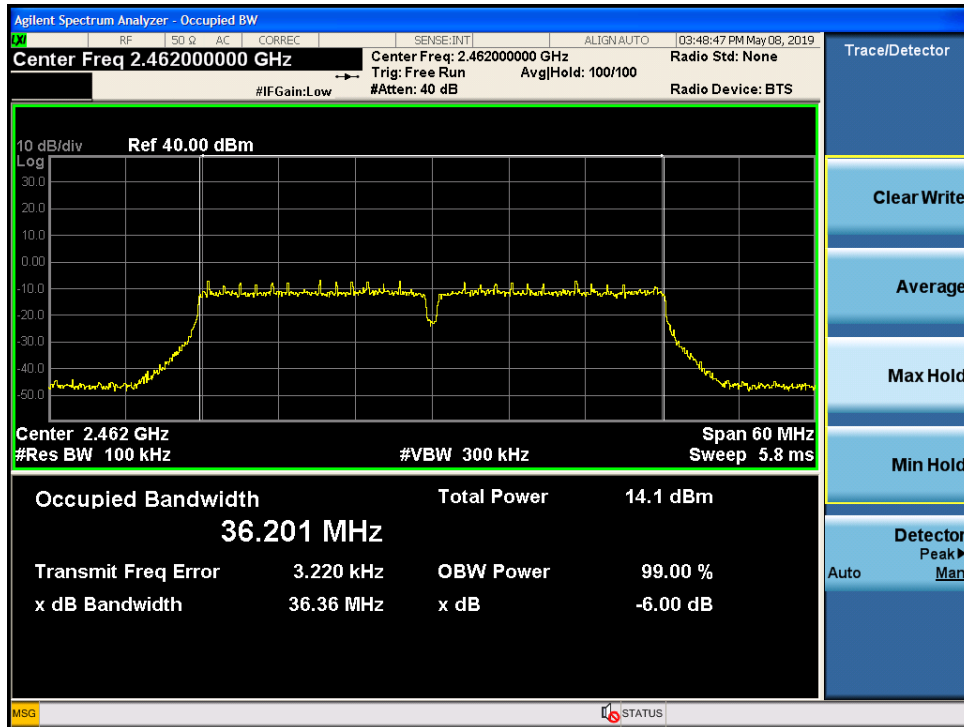 Agilent Spectrum Analyzer - Occupied BW
LXI RF 50 Ω AC CORREC SENSE:INT ALIGN AUTO 03:48:47 PM May 08, 2019
Center Freq 2.462000000 GHz
Center Freq: 2.462000000 GHz
Radio Std: None
Trig: Free Run Avg|Hold: 100/100
#IFGain:Low
#Atten: 40 dB
Radio Device: BTS
10 dB/div Ref 40.00 dBm
Log
30.0
20.0
10.0
0.00
-10.0
-20.0
-30.0
-40.0
-50.0
Center 2.462 GHz Span 60 MHz
#Res BW 100 kHz #VBW 300 kHz Sweep 5.8 ms
Occupied Bandwidth Total Power 14.1 dBm
36.201 MHz
Transmit Freq Error 3.220 kHz OBW Power 99.00 %
x dB Bandwidth 36.36 MHz x dB -6.00 dB
Trace/Detector
Clear Write
Average
Max Hold
Min Hold
Detector
Peak
Auto Man
MSG STATUS